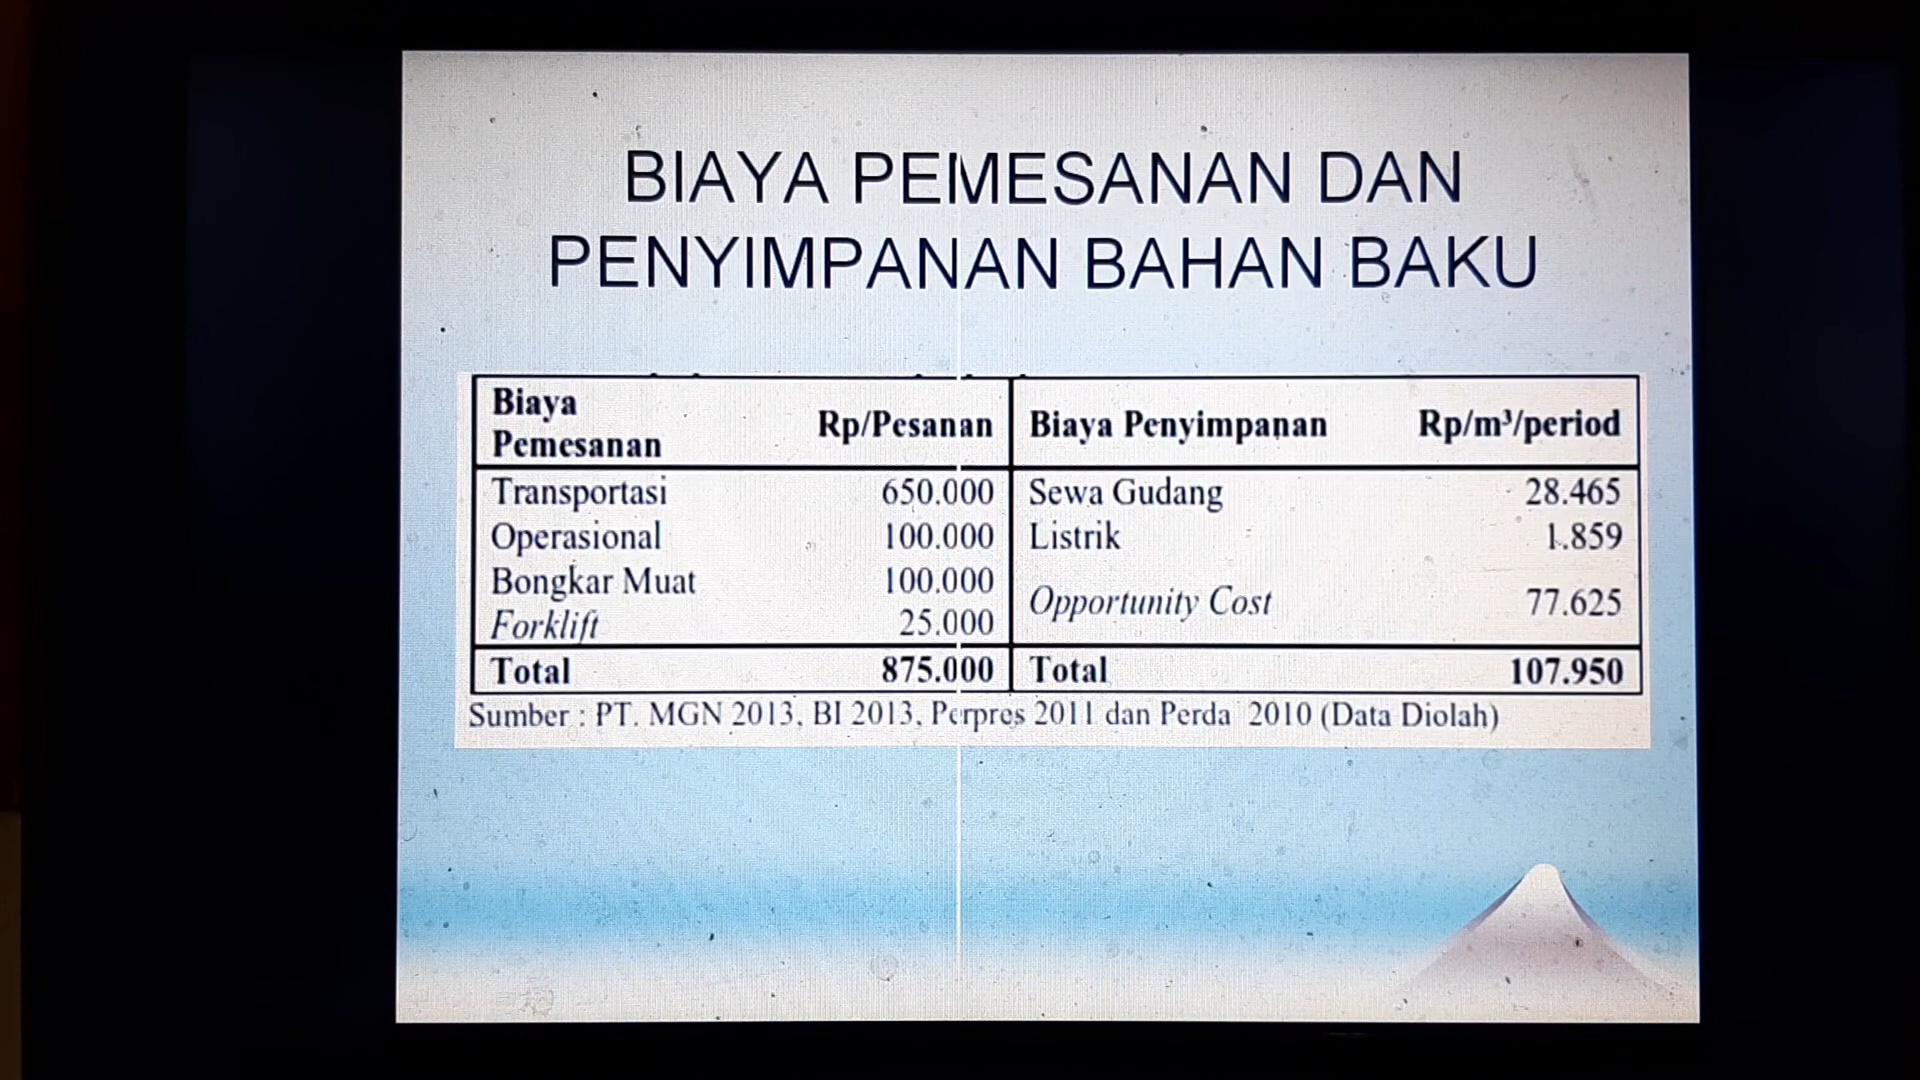 BIAYA PEMESANAN DAN
PENYIMPANAN BAHAN BAKU
Biaya Pemesanan Rp/Pesanan Biaya Penyimpanan Rp/m³/period
Transportasi 650.000 Sewa Gudang 28.465
Operasional 100.000 Listrik 1.859
Bongkar Muat 100.000 Opportunity Cost 77.625
Forklift 25.000
Total 875.000 Total 107.950
Sumber : PT. MGN 2013, BI 2013, Perpres 2011 dan Perda 2010 (Data Diolah)